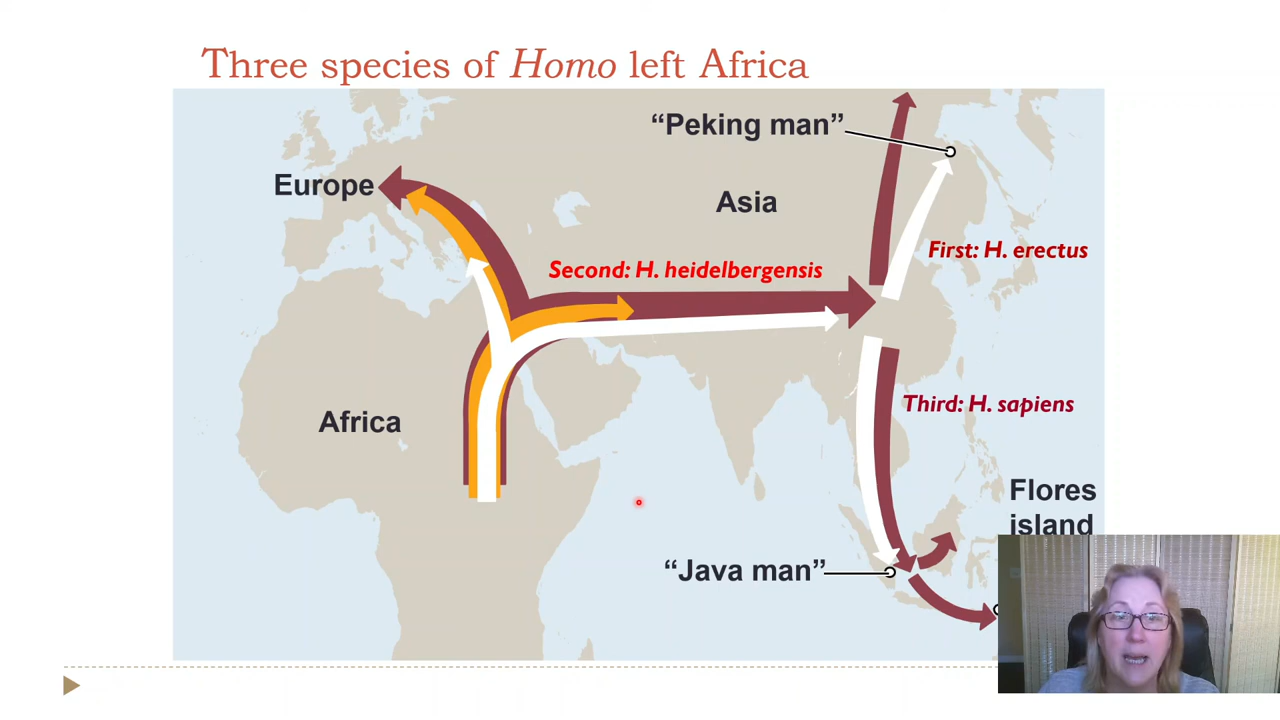 Three species of Homo left Africa
“Peking man”
Europe
Asia
First: H. erectus
Second: H. heidelbergensis
Third: H. sapiens
Africa
Flores
island
“Java man”